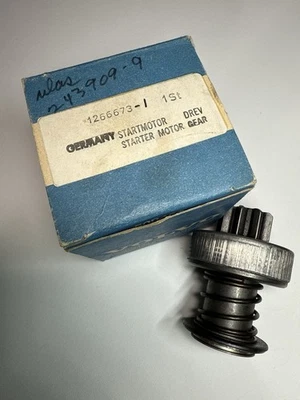 ulas
243909-9
1266673-1 1St
STARTMOTOR DREV
GERMANY STARTER MOTOR GEAR